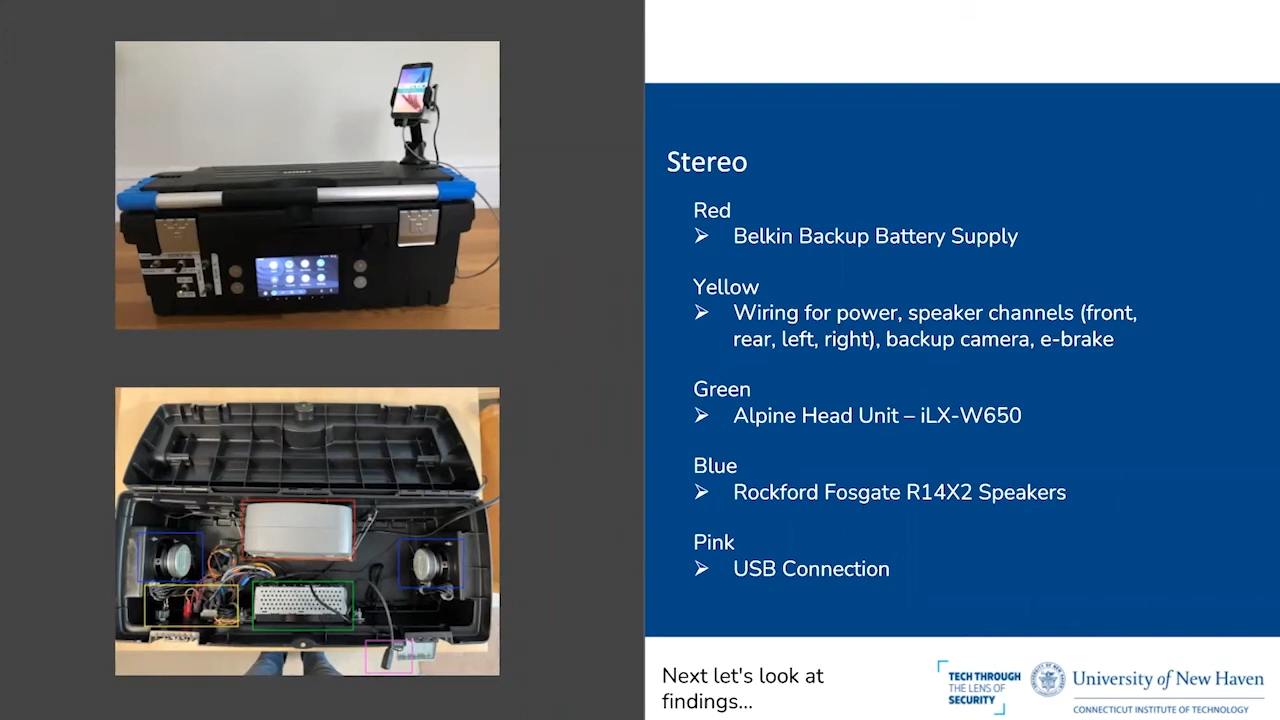 Stereo
Red
➢ Belkin Backup Battery Supply
Yellow
➢ Wiring for power, speaker channels (front,
rear, left, right), backup camera, e-brake
Green
➢ Alpine Head Unit – iLX-W650
Blue
➢ Rockford Fosgate R14X2 Speakers
Pink
➢ USB Connection
Next let's look at
findings...
TECH THROUGH
THE LENS OF
SECURITY
University of New Haven
CONNECTICUT INSTITUTE OF TECHNOLOGY